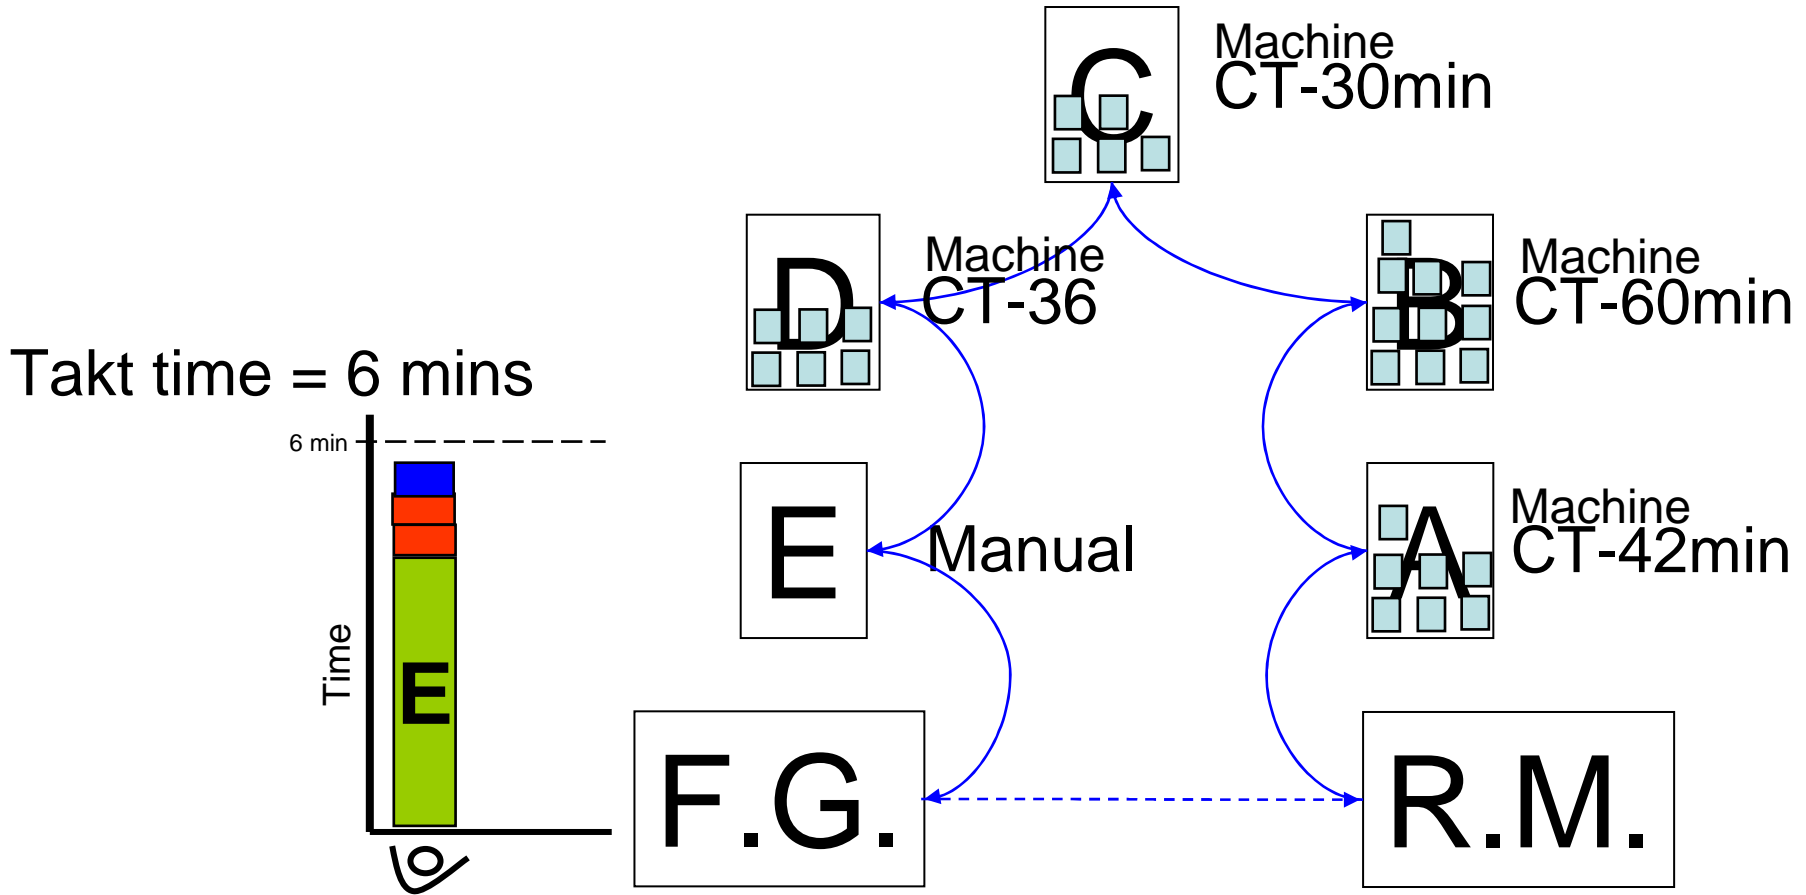 C
Machine
CT-30min
D
Machine
CT-36
B
Machine
CT-60min
Takt time = 6 mins
6 min
E
Manual
A
Machine
CT-42min
Time
E
F.G.
R.M.